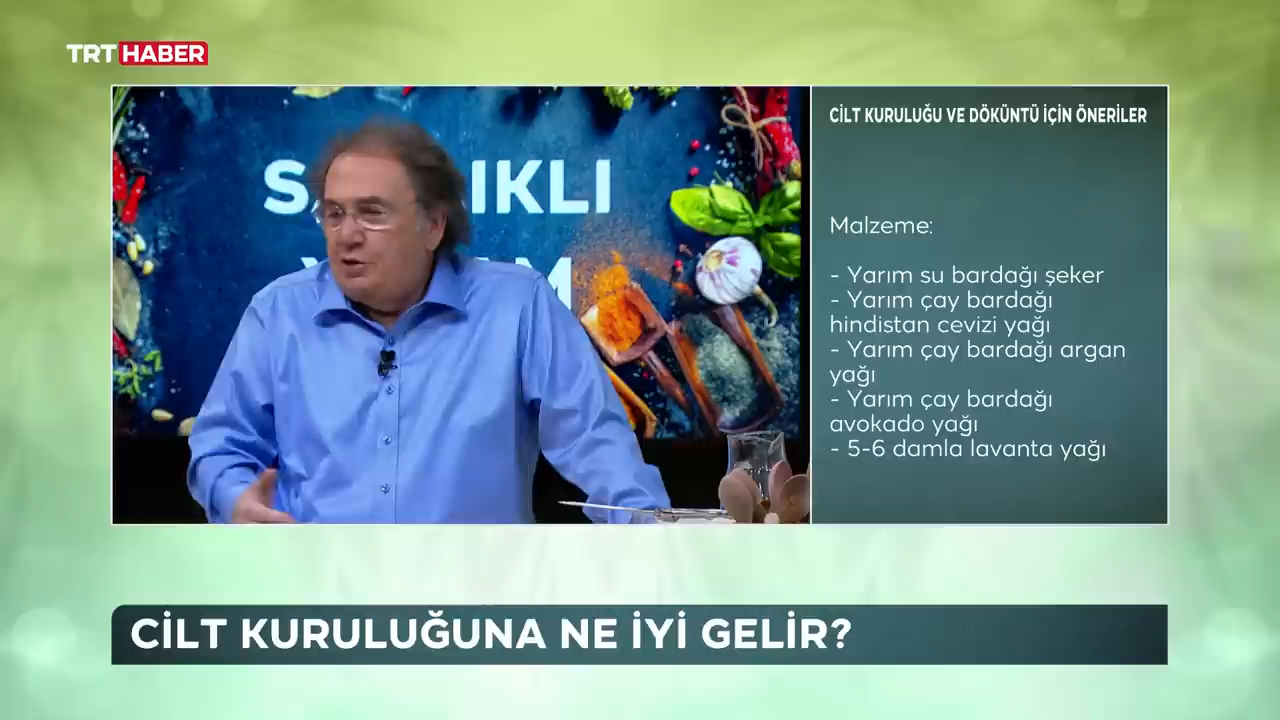 TRT HABER
CİLT KURULUĞU VE DÖKÜNTÜ İÇİN ÖNERİLER
Malzeme:
- Yarım su bardağı şeker
- Yarım çay bardağı
hindistan cevizi yağı
- Yarım çay bardağı argan
yağı
- Yarım çay bardağı
avokado yağı
- 5-6 damla lavanta yağı
CİLT KURULUĞUNA NE İYİ GELİR?